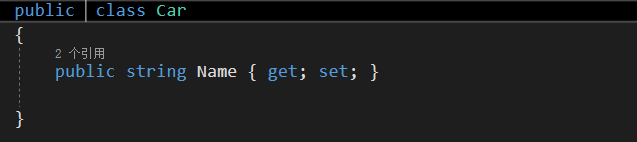 public class Car
{
2 个引用
public string Name { get; set; }
}